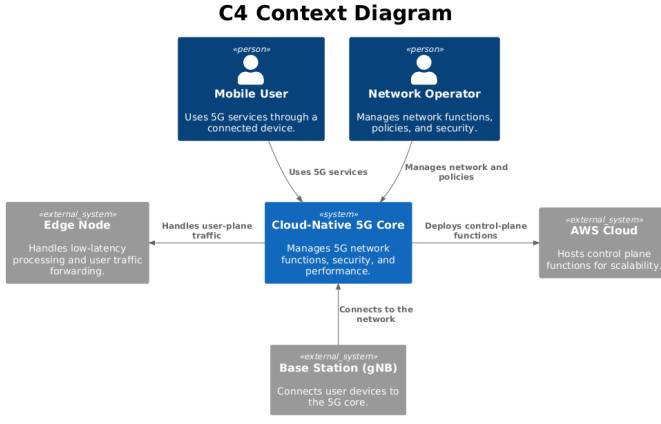 C4 Context Diagram
«person»
Mobile User
Uses 5G services through a
connected device.
«person»
Network Operator
Manages network functions,
policies, and security.
Uses 5G services
Manages network and
policies
«external_system»
Edge Node
Handles low-latency
processing and user traffic
forwarding.
Handles user-plane
traffic
«system»
Cloud-Native 5G Core
Manages 5G network
functions, security, and
performance.
Deploys control-plane
functions
«external_system»
AWS Cloud
Hosts control plane
functions for scalability.
Connects to the
network
«external_system»
Base Station (gNB)
Connects user devices to
the 5G core.